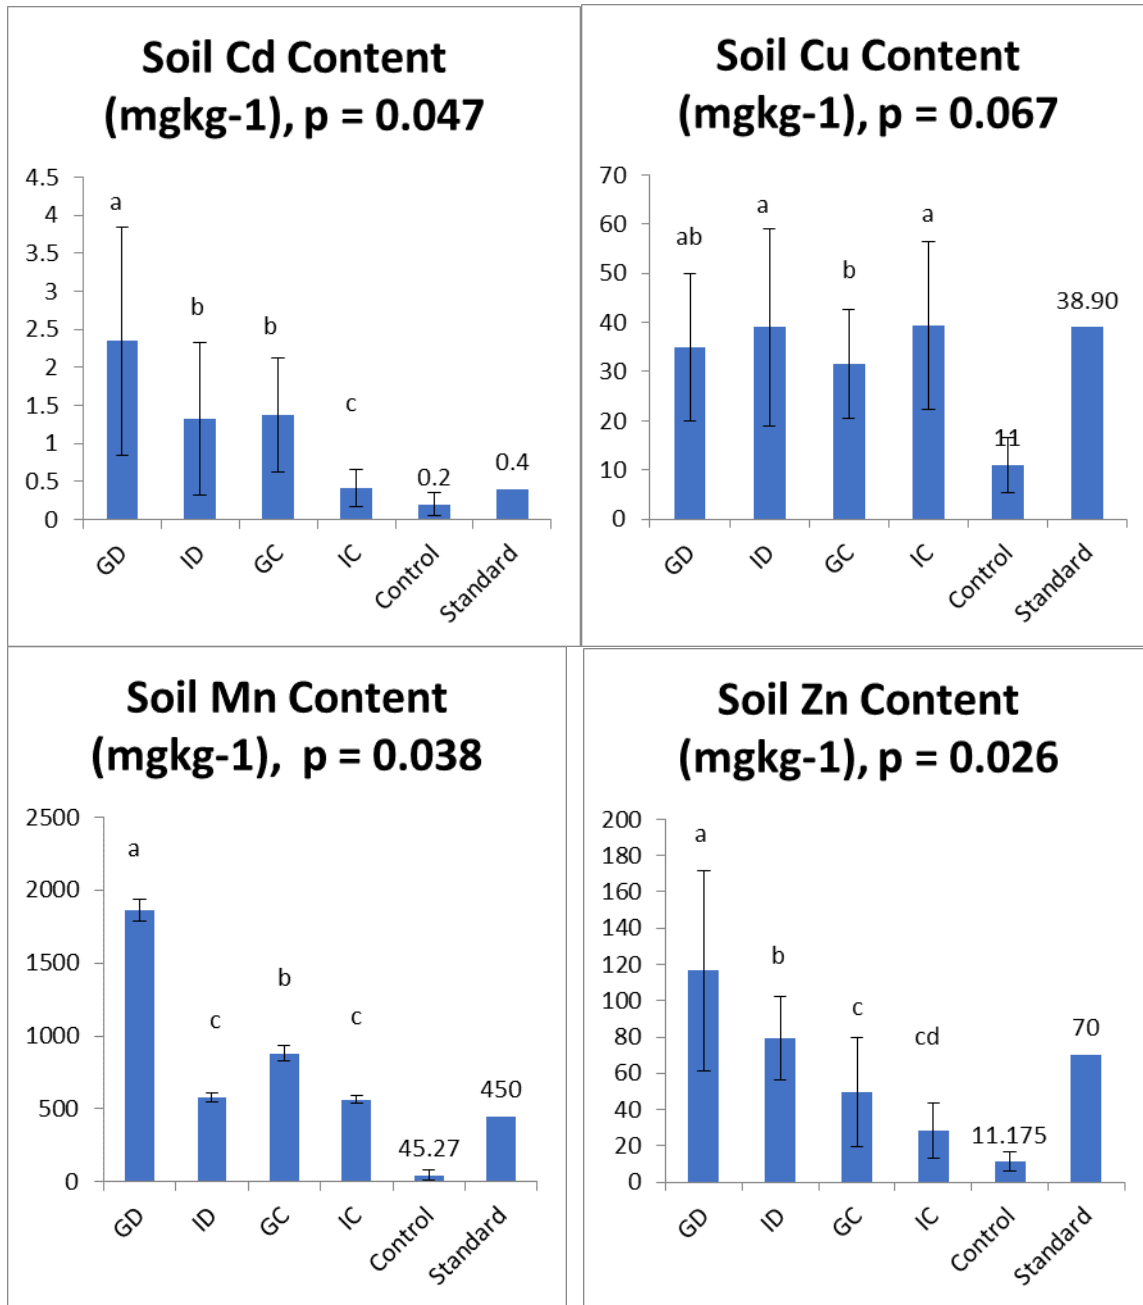 Soil Cd Content
(mgkg-1), p = 0.047
4.5
4
3.5
3
2.5
2
1.5
1
0.5
0
a
b
b
c
0.2
0.4
GD
ID
GC
IC
Control
Standard
Soil Cu Content
(mgkg-1), p = 0.067
70
60
50
40
30
20
10
0
ab
a
b
a
11
38.90
GD
ID
GC
IC
Control
Standard
Soil Mn Content
(mgkg-1), p = 0.038
2500
2000
1500
1000
500
0
a
c
b
c
45.27
450
GD
ID
GC
IC
Control
Standard
Soil Zn Content
(mgkg-1), p = 0.026
200
180
160
140
120
100
80
60
40
20
0
a
b
c
cd
11.175
70
GD
ID
GC
IC
Control
Standard